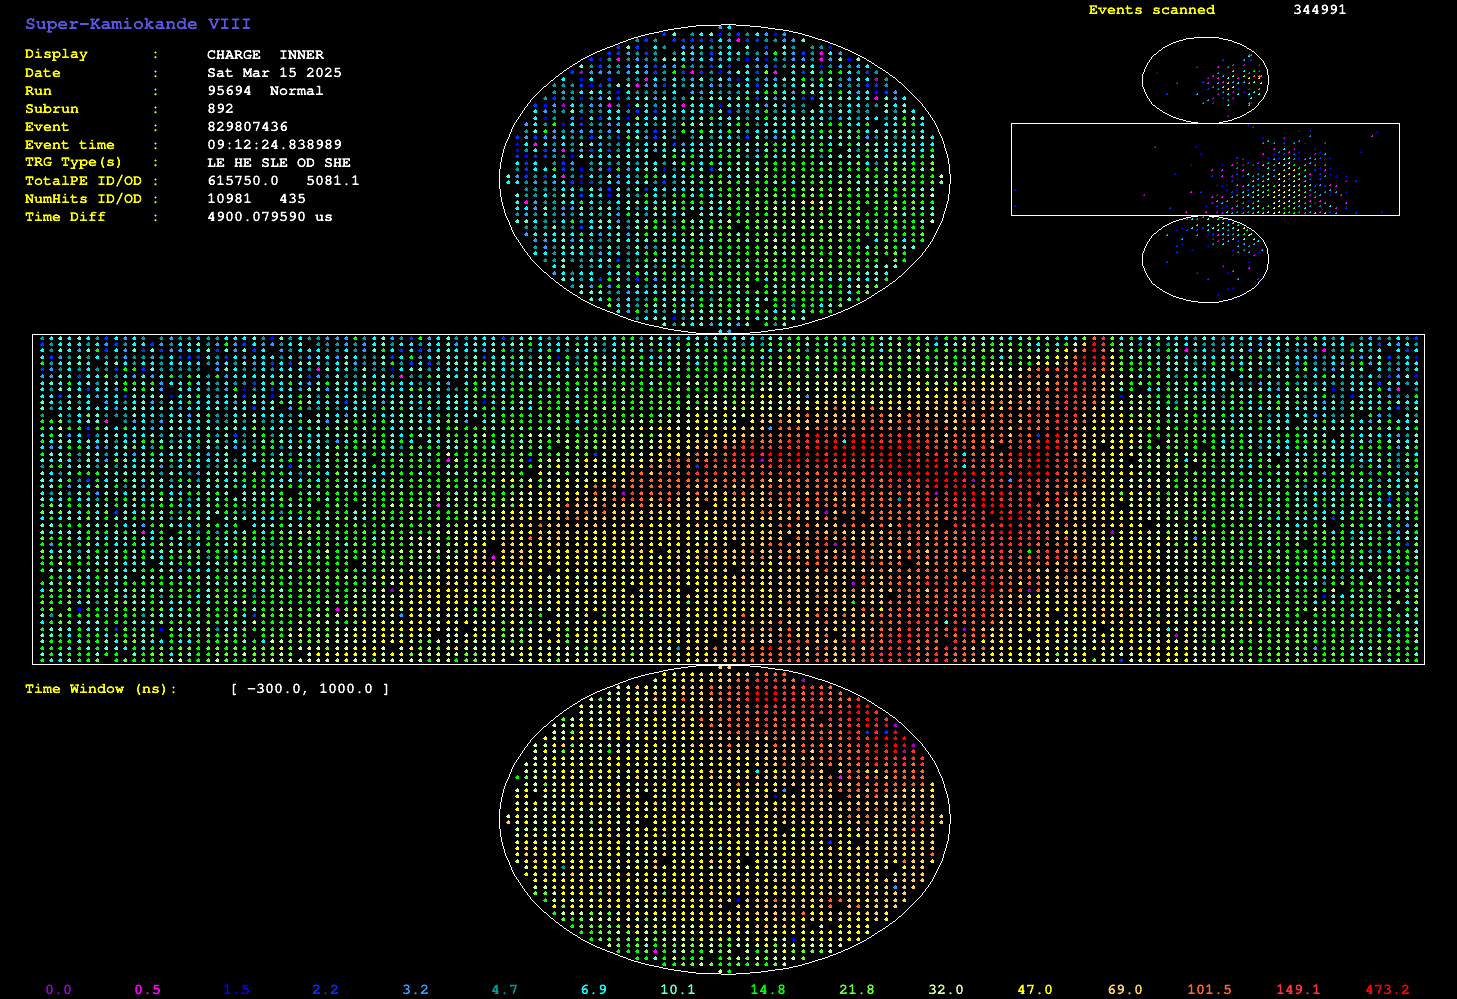 Super-Kamiokande VIII
Events scanned 344991
Display : CHARGE INNER
Date : Sat Mar 15 2025
Run : 95694 Normal
Subrun : 892
Event : 829807436
Event time : 09:12:24.838989
TRG Type(s) : LE HE SLE OD SHE
TotalPE ID/OD : 615750.0 5081.1
NumHits ID/OD : 10981 435
Time Diff : 4900.079590 us
Time Window (ns): [ -300.0, 1000.0 ]
0.0 0.5 1.5 2.2 3.2 4.7 6.9 10.1 14.8 21.8 32.0 47.0 69.0 101.5 149.1 473.2